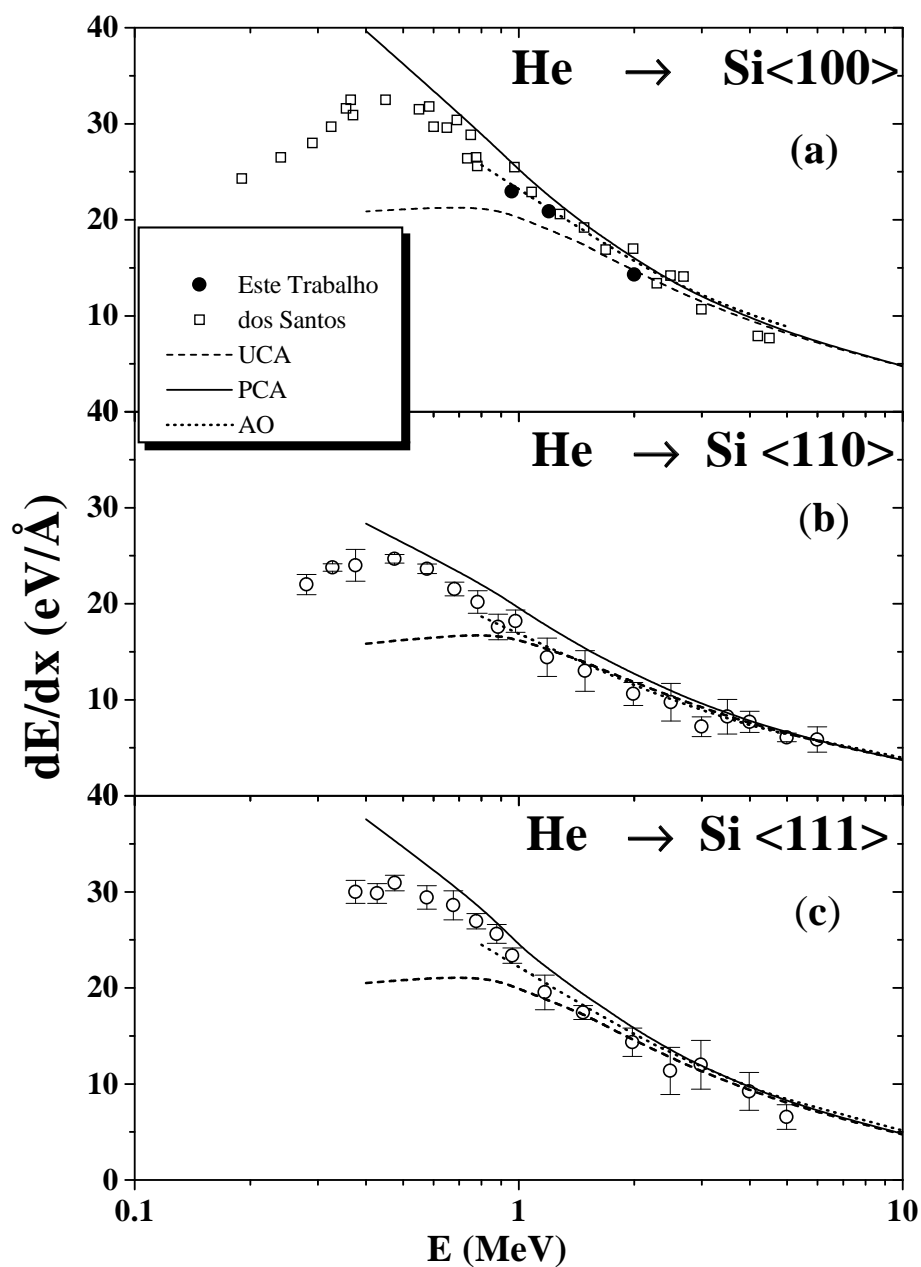 40
He → Si<100>
30
(a)
20
Este Trabalho
dos Santos
10
UCA
PCA
40
AO
He → Si <110>
30
(b)
20
10
dE/dx (eV/Å)
40
He → Si <111>
30
(c)
20
10
0
0.1 1 10
E (MeV)